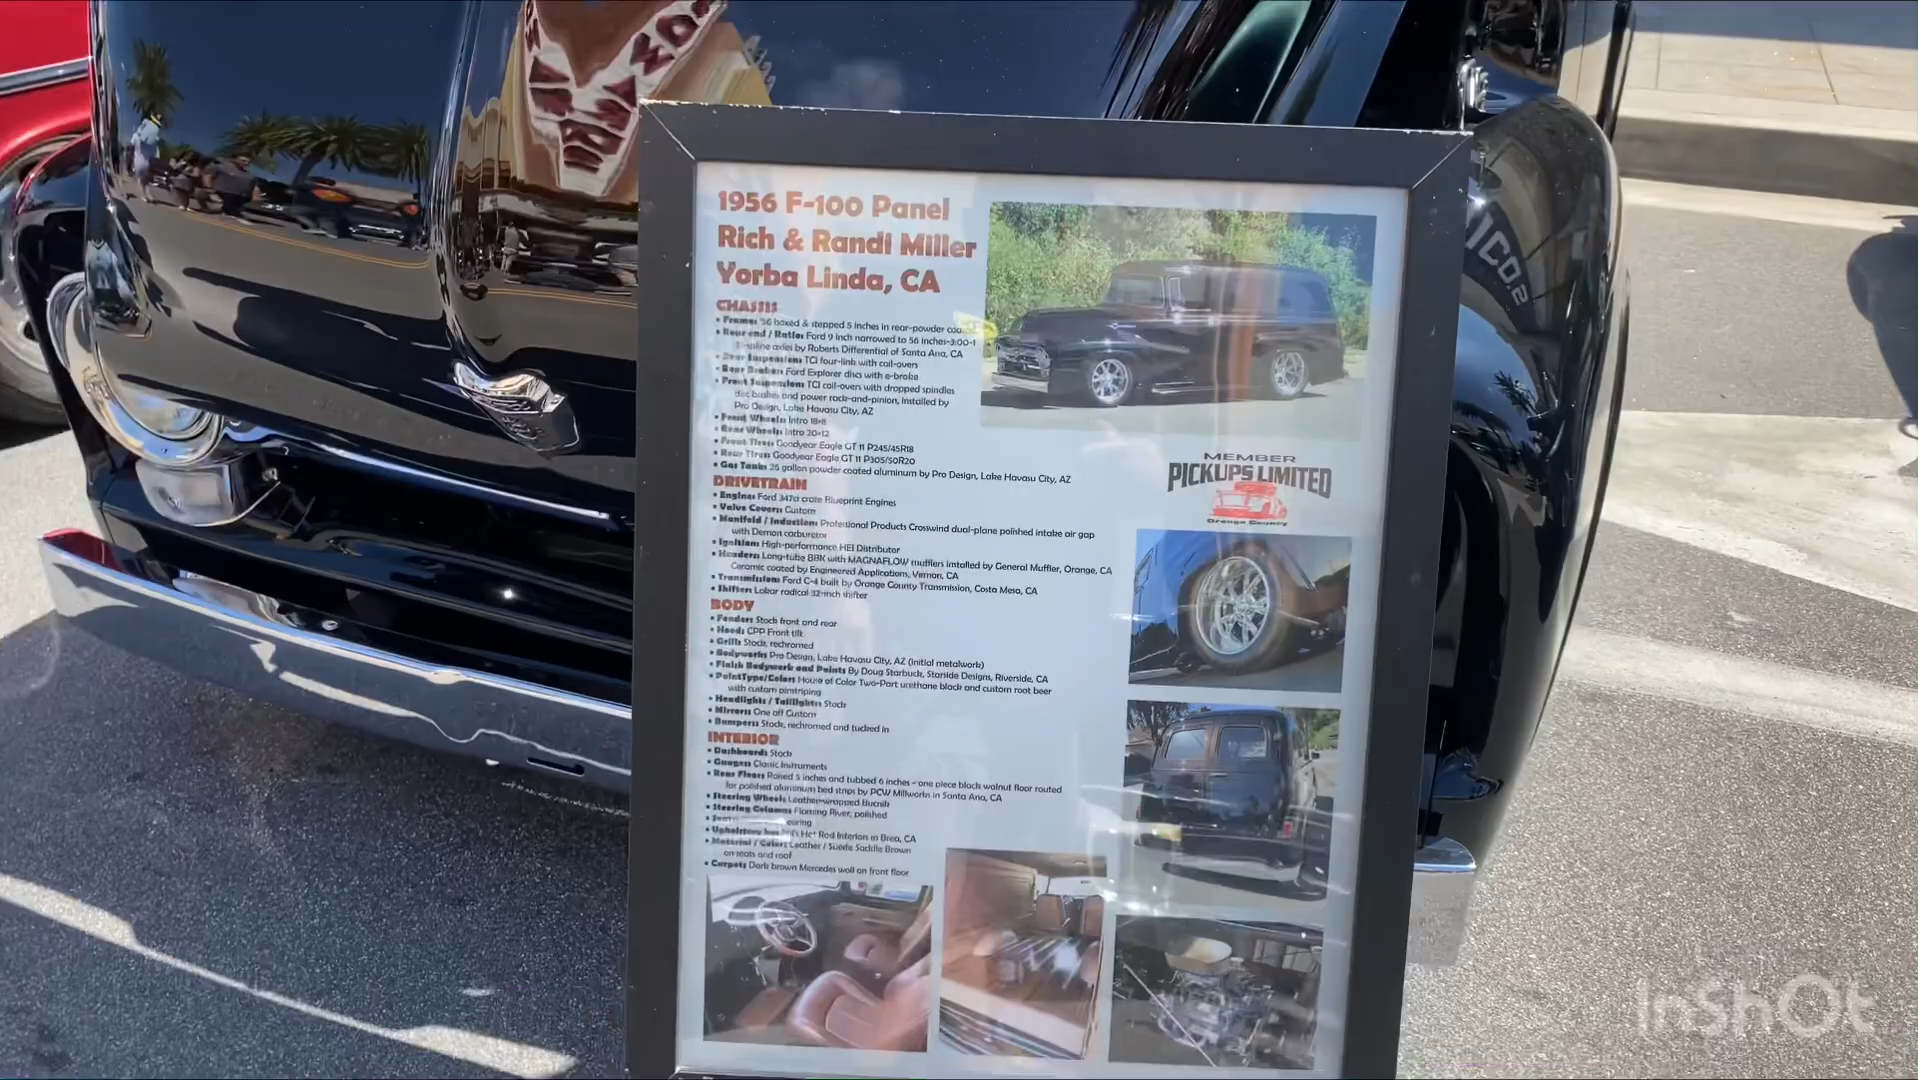 1956 F-100 Panel
Rich & Randi Miller
Yorba Linda, CA
CHASSIS
• Frame: 56 boxed & stepped 5 inches in rear-powder
• Rear end / Ratio: Ford 9 inch narrowed to 56 inches-3:00-1
axles by Roberts Differential of Santa Ana, CA
• Rear Suspension: TCI four-link with coil-overs
• Rear Brakes: Ford Explorer discs with e-brake
• Front Suspension: TCI coil-overs with dropped spindles
disc brakes and power rack-and-pinion, installed by
Pro Design, Lake Havasu City, AZ
• Front Wheels: Intro 18×8
• Rear Wheels: Intro 20×12
• Front Tires: Goodyear Eagle GT II P245/45R18
• Rear Tires: Goodyear Eagle GT II P305/50R20
• Gas Tank: 26 gallon powder coated aluminum by Pro Design, Lake Havasu City, AZ
DRIVETRAIN
• Engine: Ford 347ci crate Blueprint Engines
• Valve Covers: Custom
• Manifold / Induction: Professional Products Crosswind dual-plane polished intake air gap
with Demon carburetor
• Ignition: High-performance HEI Distributor
• Headers: Long-tube BBK with MAGNAFLOW mufflers installed by General Muffler, Orange, CA
Ceramic coated by Engineered Applications, Vernon, CA
• Transmission: Ford C-4 built by Orange County Transmission, Costa Mesa, CA
• Shifter: Lokar radical 32-inch shifter
BODY
• Fenders: Stock front and rear
• Hood: CPP Front tilt
• Grill: Stock, rechromed
• Bodywork: Pro Design, Lake Havasu City, AZ (initial metalwork)
• Finish Bodywork and Paint: By Doug Starbuck, Starside Designs, Riverside, CA
• PaintType/Color: House of Color Two-Part urethane black and custom root beer
with custom pinstriping
• Headlights / Taillights: Stock
• Mirrors: One off Custom
• Bumpers: Stock, rechromed and tucked in
INTERIOR
• Dashboard: Stock
• Gauges: Classic Instruments
• Rear Floor: Raised 5 inches and tubbed 6 inches - one piece black walnut floor routed
for polished aluminum bed strips by PCW Millworks in Santa Ana, CA
• Steering Wheel: Leather-wrapped Budnik
• Steering Column: Flaming River, polished
• Upholstery Hot Rod Interiors in Brea, CA
• Material / Color: Leather / Suede Saddle Brown
on seats and roof
• Carpet: Dark brown Mercedes wool on front floor
MEMBER
PICKUPS LIMITED
Orange County
InShOt